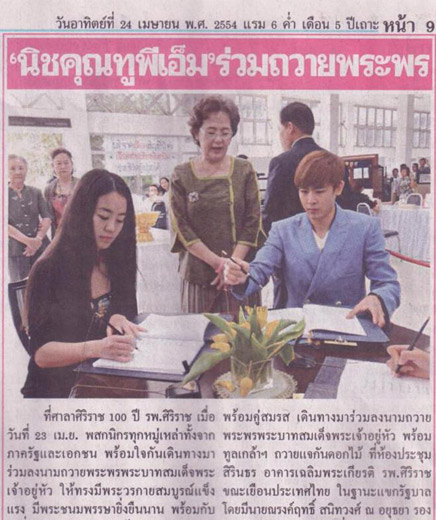 วันอาทิตย์ที่ 24 เมษายน พ.ศ. 2554 แรม 6 ค่ำ เดือน 5 ปีเถาะ หน้า 9
‘นิชคุณทูพีเอ็ม’ร่วมถวายพระพร
ที่ศาลาศิริราช 100 ปี รพ.ศิริราช เมื่อ
วันที่ 23 เม.ย. พสกนิกรทุกหมู่เหล่าทั้งจาก
ภาครัฐและเอกชน พร้อมใจกันเดินทางมา
ร่วมลงนามถวายพระพรพระบาทสมเด็จพระ
เจ้าอยู่หัว ให้ทรงมีพระวรกายสมบูรณ์แข็ง
แรง มีพระชนมพรรษายิ่งยืนนาน พร้อมกับ
พร้อมคู่สมรส เดินทางมาร่วมลงนามถวาย
พระพรพระบาทสมเด็จพระเจ้าอยู่หัว พร้อม
ทูลเกล้าฯ ถวายแจกันดอกไม้ ที่ห้องประชุม
สิรินธร อาคารเฉลิมพระเกียรติ รพ.ศิริราช
ขณะเยือนประเทศไทย ในฐานะแขกรัฐบาล
โดยมีนายณรงค์ฤทธิ์ สนิทวงศ์ ณ อยุธยา รอง